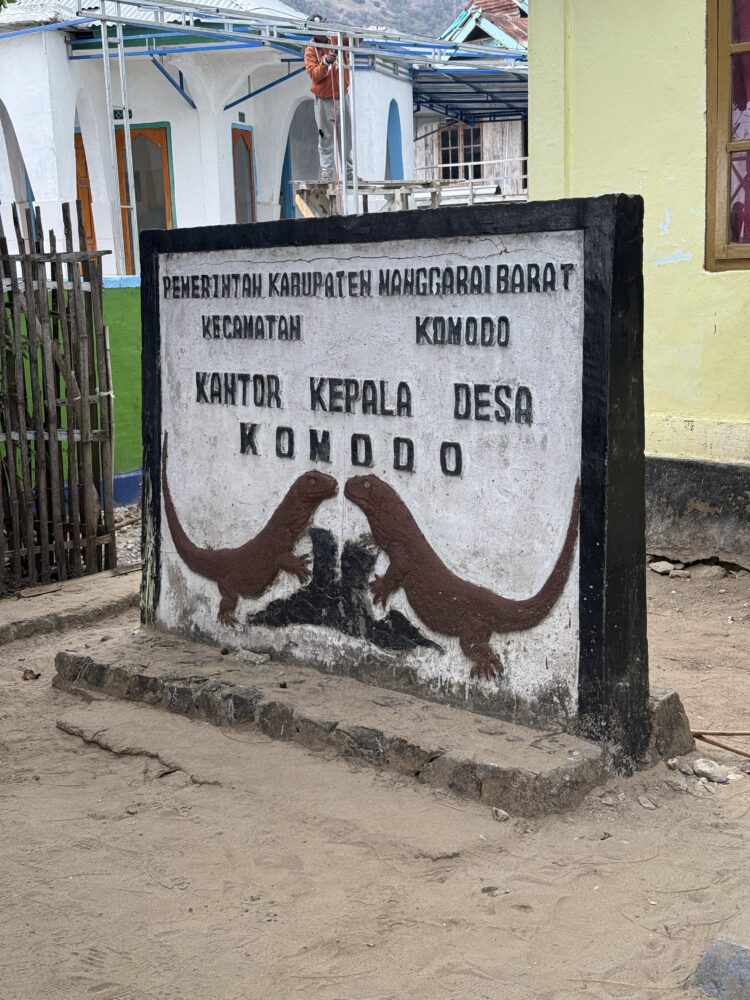 PEMERINTAH KABUPATEN MANGGARAI BARAT
KECAMATAN KOMODO
KANTOR KEPALA DESA
KOMODO